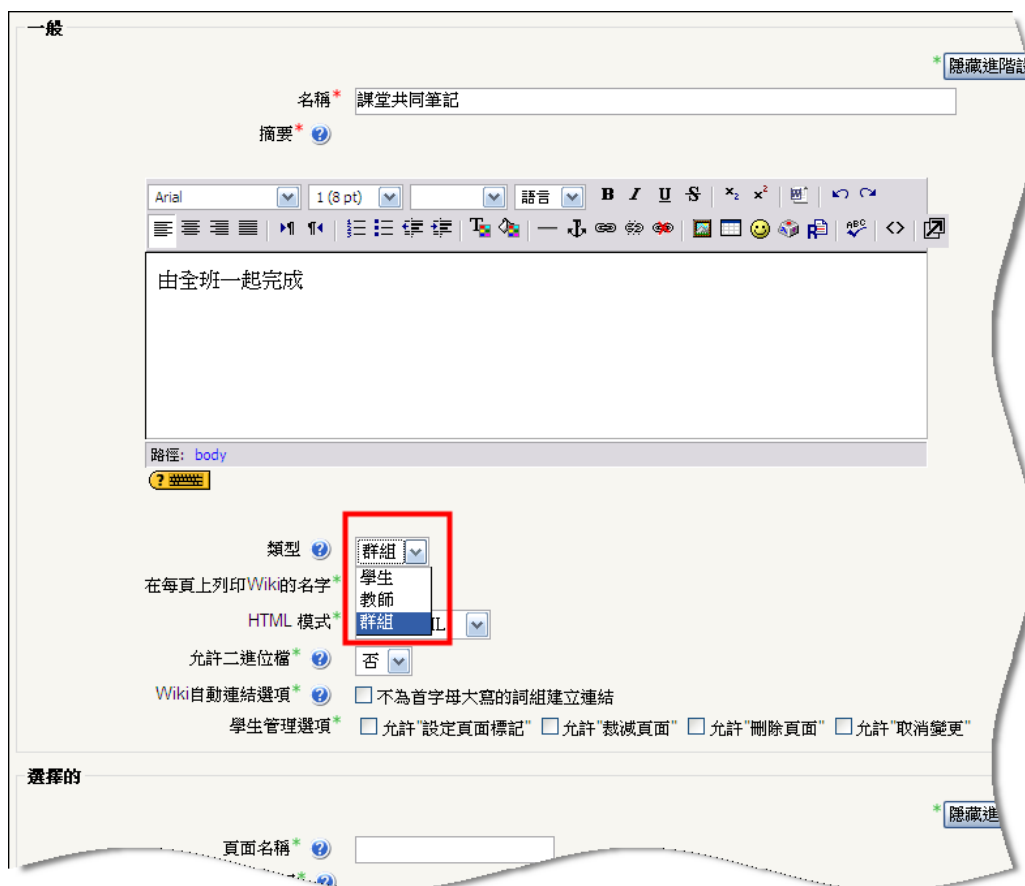 一般
*隱藏進階設
名稱* 課堂共同筆記
摘要*
Arial 1 (8 pt) 語言 B I U S ×₂ ×²
ABC
由全班一起完成
路徑: body
類型 群組
學生
在每頁上列印Wiki的名字*
教師
HTML 模式* 群組 IL
允許二進位檔* 否
Wiki自動連結選項* 不為首字母大寫的詞組建立連結
學生管理選項* 允許"設定頁面標記" 允許"裁減頁面" 允許"刪除頁面" 允許"取消變更"
選擇的
*隱藏進
頁面名稱*